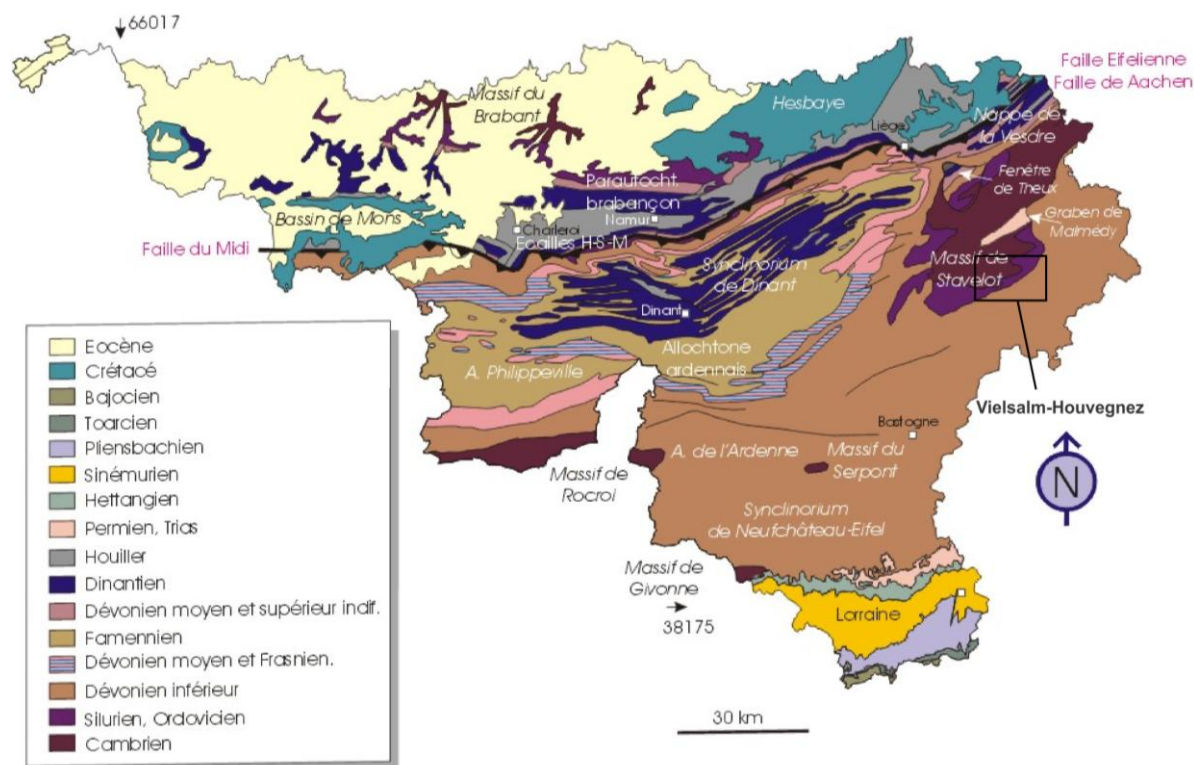 66017
Faille Eifelienne
Faille de Aachen
Massif du
Brabant
Hesbaye
Nappe de
la Vesdre
Liège
Fenêtre
de Theux
Parautocht.
brabançon
Namur
Bassin de Mons
Charleroi
Ecailles H-S-M
Graben de
Malmédy
Faille du Midi
Massif de
Stavelot
Synclinorium
de Dinant
Dinant
Allochtone
ardennais
A. Philippeville
Vielsalm-Houvegnez
Bastogne
A. de l'Ardenne
Massif du
Serpont
Massif de
Rocroi
N
Synclinorium
de Neufchâteau-Eifel
Massif de
Givonne
38175
Lorraine
30 km
Eocène
Crétacé
Bajocien
Toarcien
Pliensbachien
Sinémurien
Hettangien
Permien, Trias
Houiller
Dinantien
Dévonien moyen et supérieur indif.
Famennien
Dévonien moyen et Frasnien.
Dévonien inférieur
Silurien, Ordovicien
Cambrien